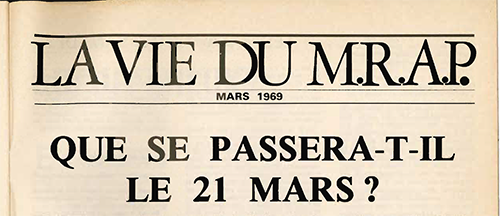 LA VIE DU M.R.A.P.
MARS 1969
QUE SE PASSERA-T-IL
LE 21 MARS ?